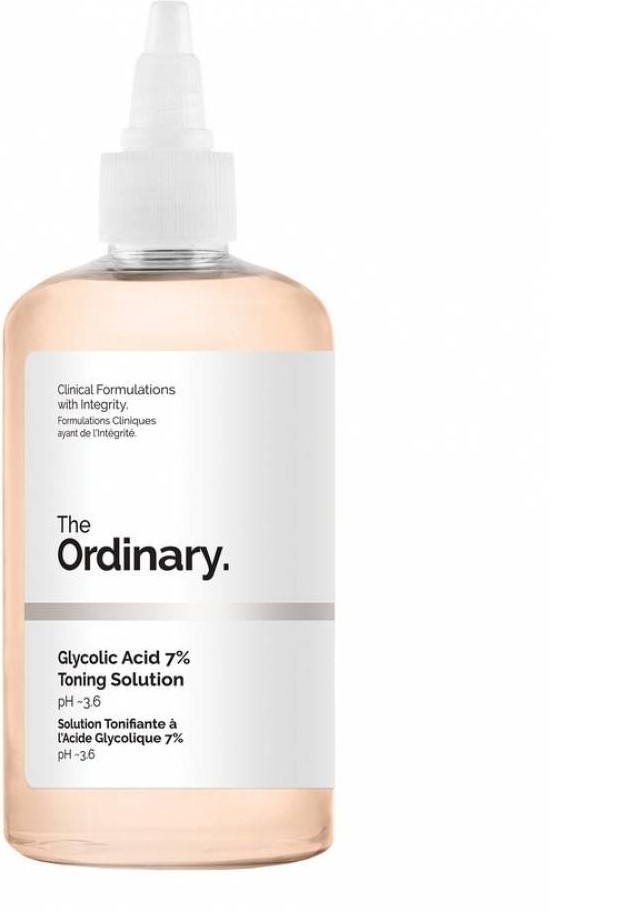 Clinical Formulations
with Integrity.
Formulations Cliniques
ayant de l'Intégrité.
The
Ordinary.
Glycolic Acid 7%
Toning Solution
pH ~3.6
Solution Tonifiante à
l'Acide Glycolique 7%
pH ~3.6